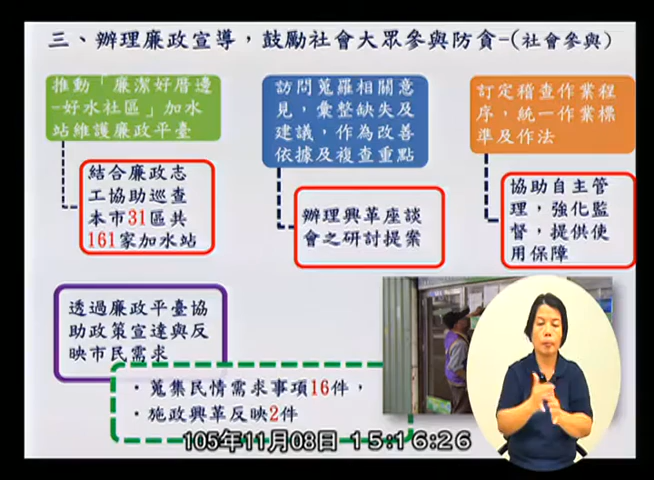 三、辦理廉政宣導，鼓勵社會大眾參與防貪-(社會參與)
推動「廉潔好厝邊
-好水社區」加水
站維護廉政平臺
訪問蒐羅相關意
見，彙整缺失及
建議，作為改善
依據及複查重點
訂定稽查作業程
序，統一作業標
準及作法
結合廉政志
工協助巡查
本市31區共
161家加水站
辦理興革座談
會之研討提案
協助自主管
理，強化監
督，提供使
用保障
透過廉政平臺協
助政策宣達與反
映市民需求
‧蒐集民情需求事項16件，
‧施政興革反映2件
105年11月08日 15:16:26